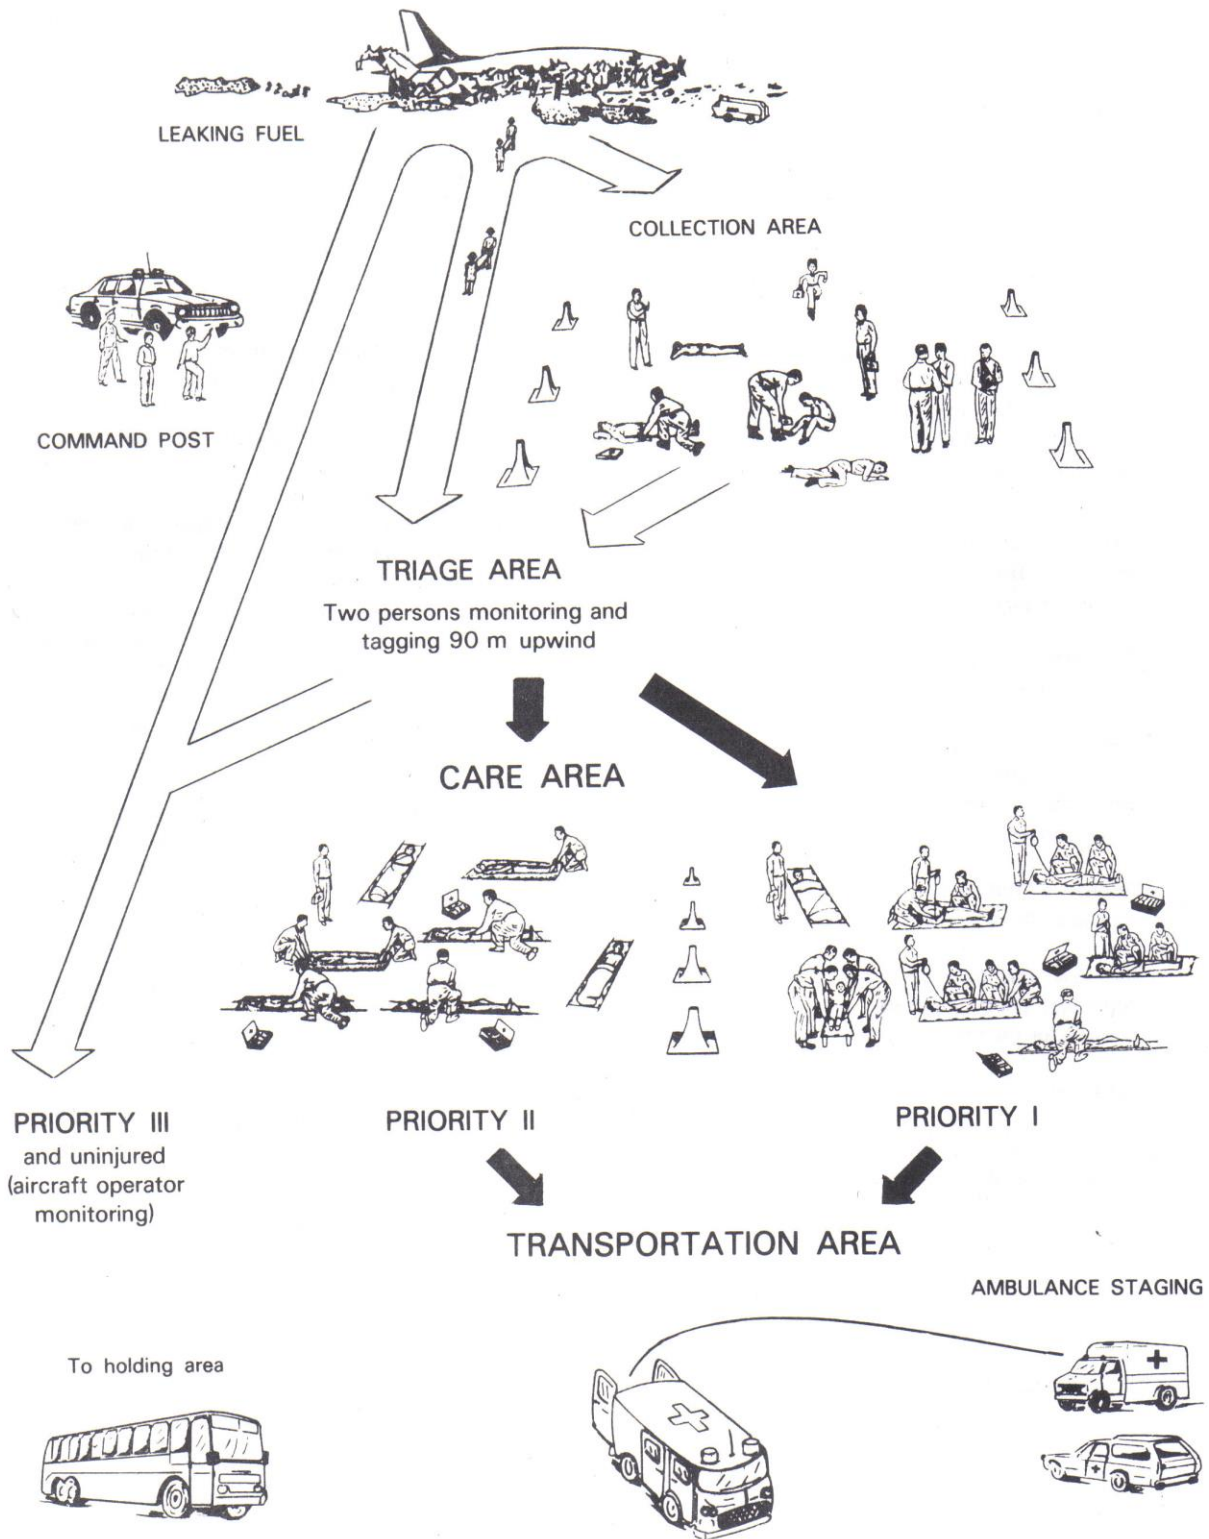 LEAKING FUEL
COLLECTION AREA
COMMAND POST
TRIAGE AREA
Two persons monitoring and
tagging 90 m upwind
CARE AREA
PRIORITY III
and uninjured
(aircraft operator
monitoring)
PRIORITY II
PRIORITY I
TRANSPORTATION AREA
AMBULANCE STAGING
To holding area